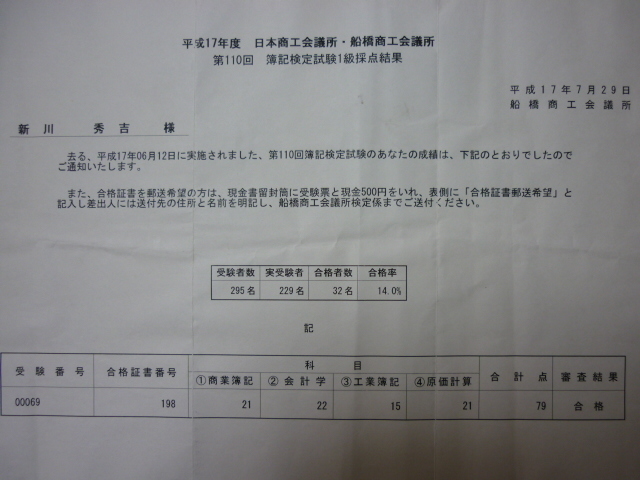 平成17年度 日本商工会議所・船橋商工会議所
第110回 簿記検定試験1級採点結果
平成17年7月29日
船橋商工会議所
新川 秀吉 様
去る、平成17年06月12日に実施されました、第110回簿記検定試験のあなたの成績は、下記のとおりでしたので
ご通知いたします。
また、合格証書を郵送希望の方は、現金書留封筒に受験票と現金500円をいれ、表側に「合格証書郵送希望」と
記入し差出人には送付先の住所と名前を明記し、船橋商工会議所検定係までご送付ください。
受験者数 実受験者 合格者数 合格率
295名 229名 32名 14.0%
記
受験番号 合格証書番号 科目 合計点 審査結果
①商業簿記 ②会計学 ③工業簿記 ④原価計算
00069 198 21 22 15 21 79 合格